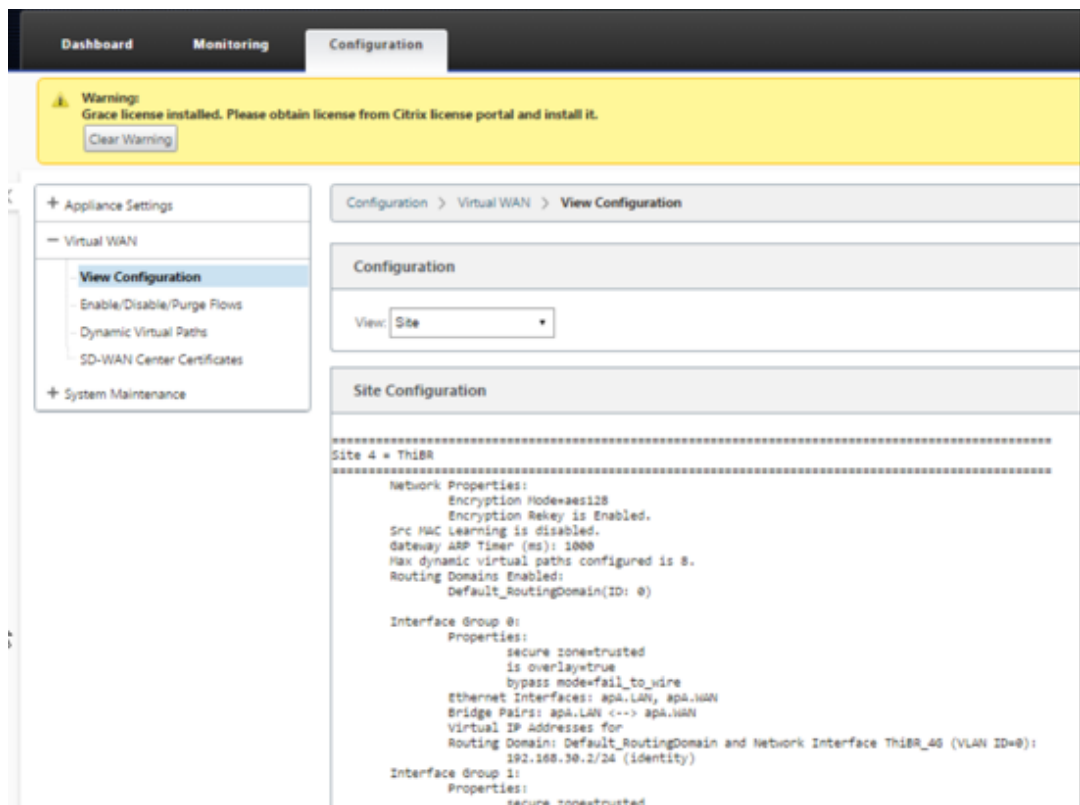 Dashboard Monitoring Configuration
Warning:
Grace license installed. Please obtain license from Citrix license portal and install it.
Clear Warning
+ Appliance Settings
− Virtual WAN
View Configuration
Enable/Disable/Purge Flows
Dynamic Virtual Paths
SD-WAN Center Certificates
+ System Maintenance
Configuration > Virtual WAN > View Configuration
Configuration
View: Site
Site Configuration
====================================================================================================
Site 4 = ThiBR
====================================================================================================
Network Properties:
Encryption Mode=aes128
Encryption Rekey is Enabled.
Src MAC Learning is disabled.
Gateway ARP Timer (ms): 1000
Max dynamic virtual paths configured is 8.
Routing Domains Enabled:
Default_RoutingDomain(ID: 0)
Interface Group 0:
Properties:
secure zone=trusted
is overlay=true
bypass mode=fail_to_wire
Ethernet Interfaces: apA.LAN, apA.WAN
Bridge Pairs: apA.LAN <--> apA.WAN
Virtual IP Addresses for
Routing Domain: Default_RoutingDomain and Network Interface ThiBR_4G (VLAN ID=0):
192.168.30.2/24 (identity)
Interface Group 1:
Properties:
secure zone=trusted